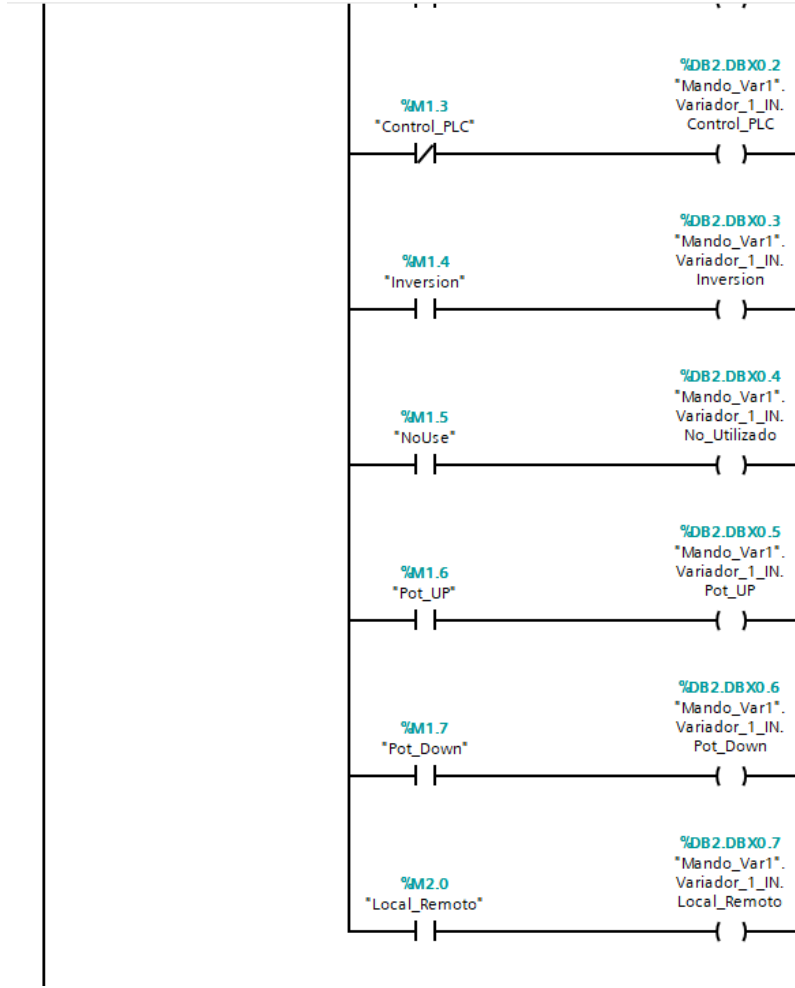 %DB2.DBX0.2
"Mando_Var1".
Variador_1_IN.
Control_PLC
%M1.3
"Control_PLC"
%DB2.DBX0.3
"Mando_Var1".
Variador_1_IN.
Inversion
%M1.4
"Inversion"
%DB2.DBX0.4
"Mando_Var1".
Variador_1_IN.
No_Utilizado
%M1.5
"NoUse"
%DB2.DBX0.5
"Mando_Var1".
Variador_1_IN.
Pot_UP
%M1.6
"Pot_UP"
%DB2.DBX0.6
"Mando_Var1".
Variador_1_IN.
Pot_Down
%M1.7
"Pot_Down"
%DB2.DBX0.7
"Mando_Var1".
Variador_1_IN.
Local_Remoto
%M2.0
"Local_Remoto"